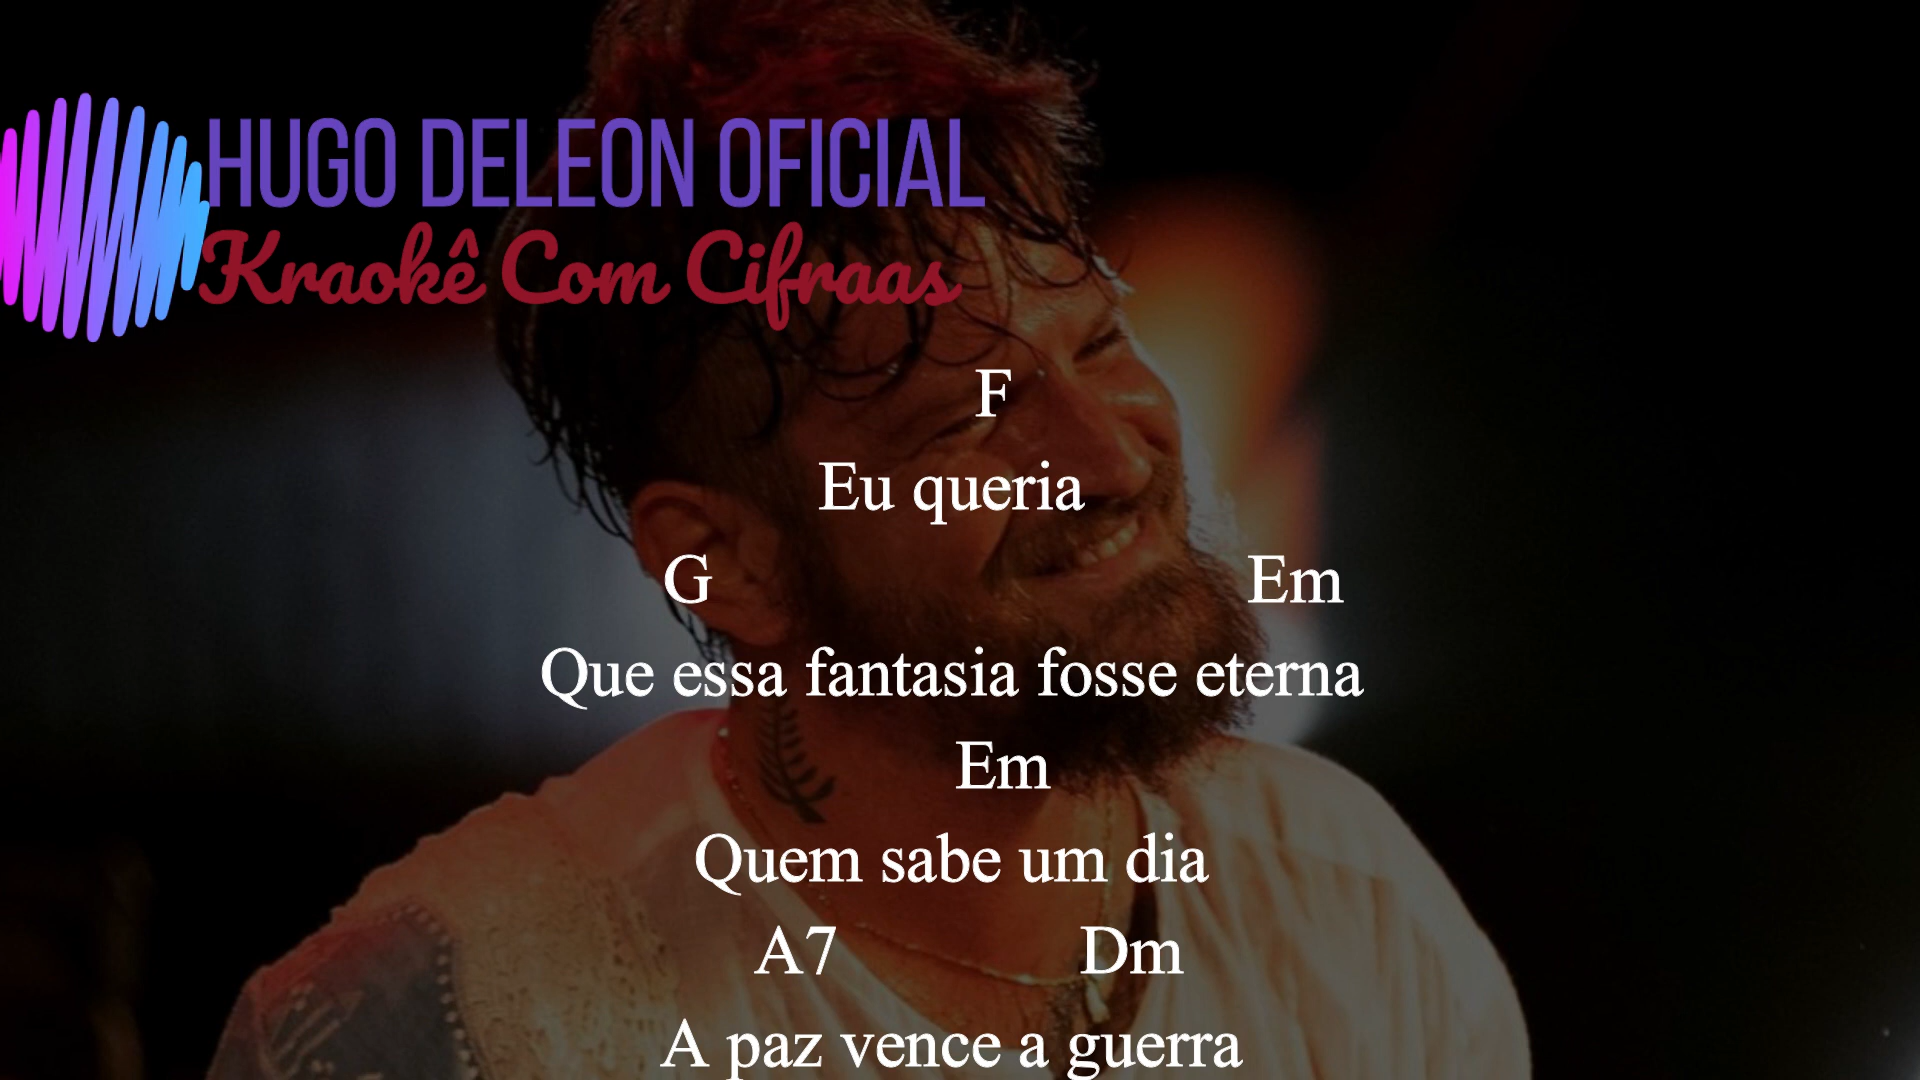 HUGO DELEON OFICIAL
Kraokê Com Cifraas
F
Eu queria
G Em
Que essa fantasia fosse eterna
Em
Quem sabe um dia
A7 Dm
A paz vence a guerra